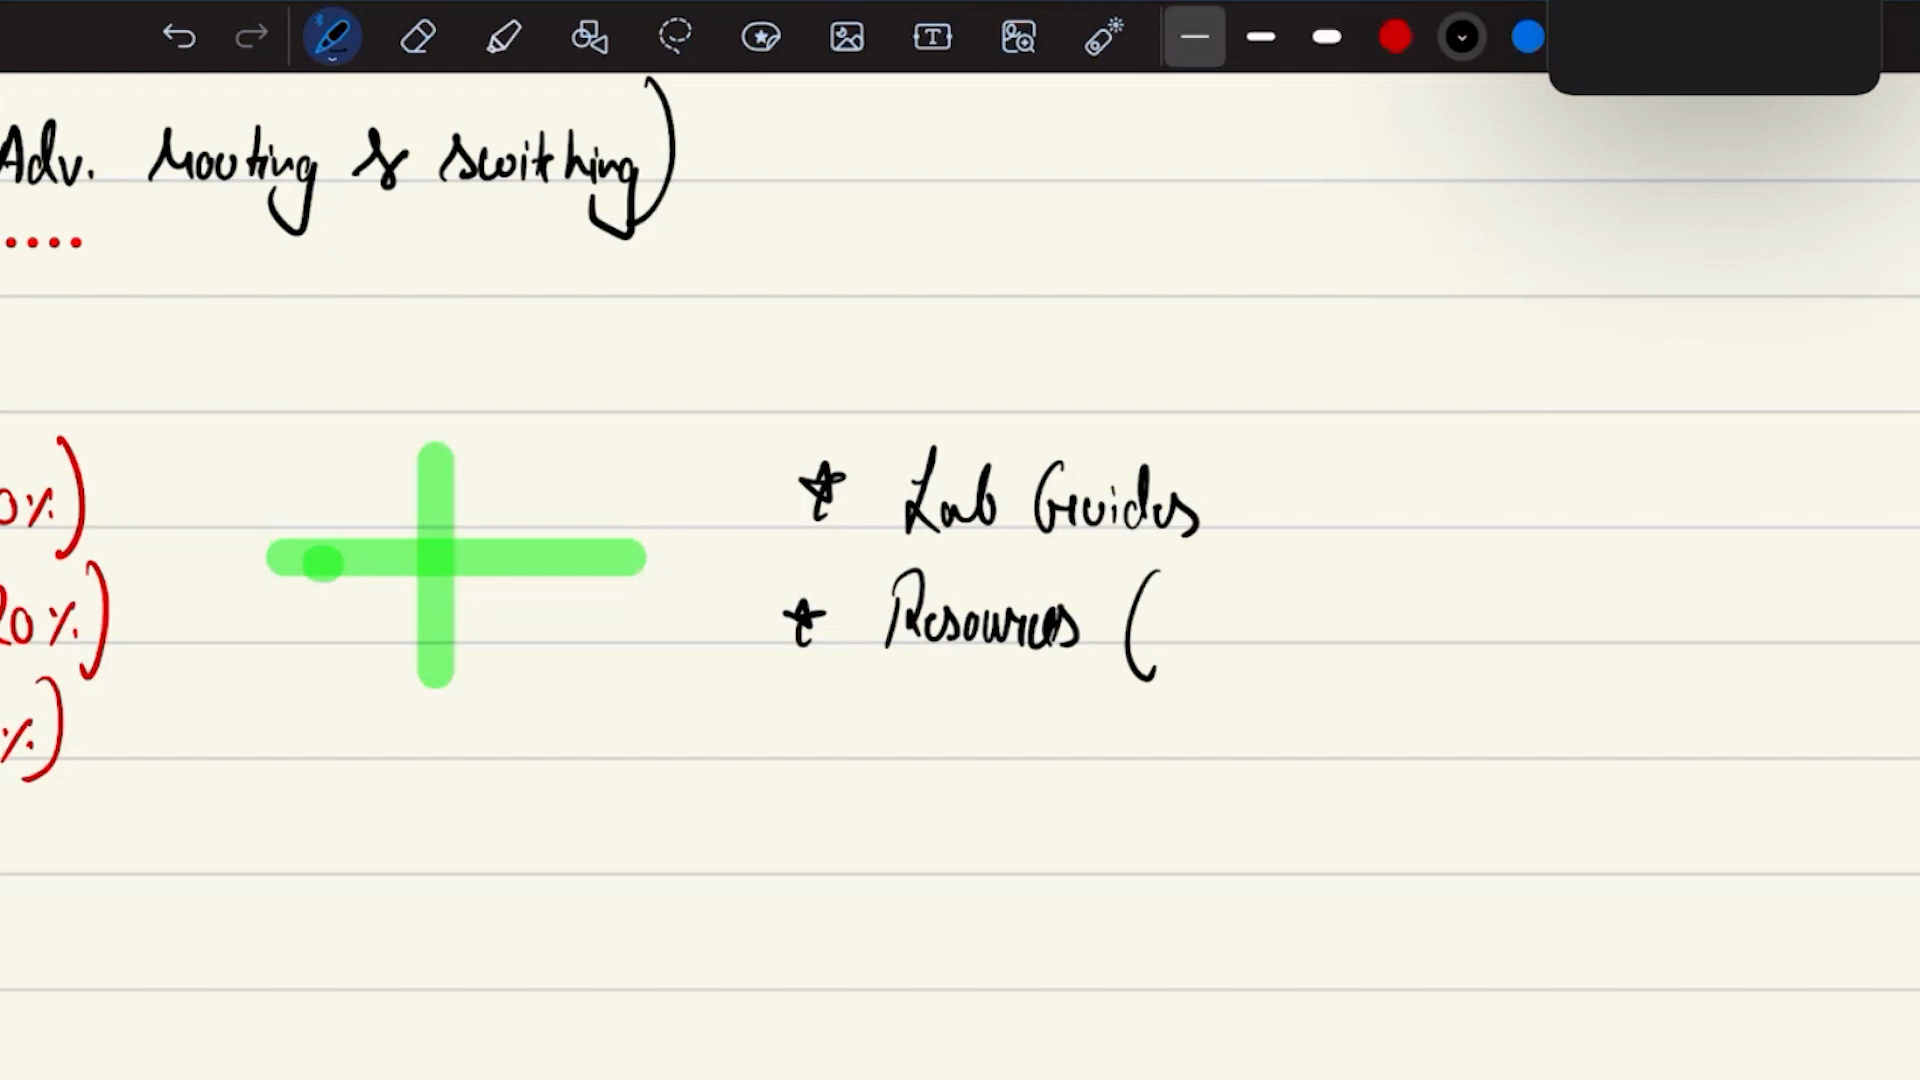 Adv. Routing & switching)
....
0%)
20%)
%)
* Lab Guides
* Resources (